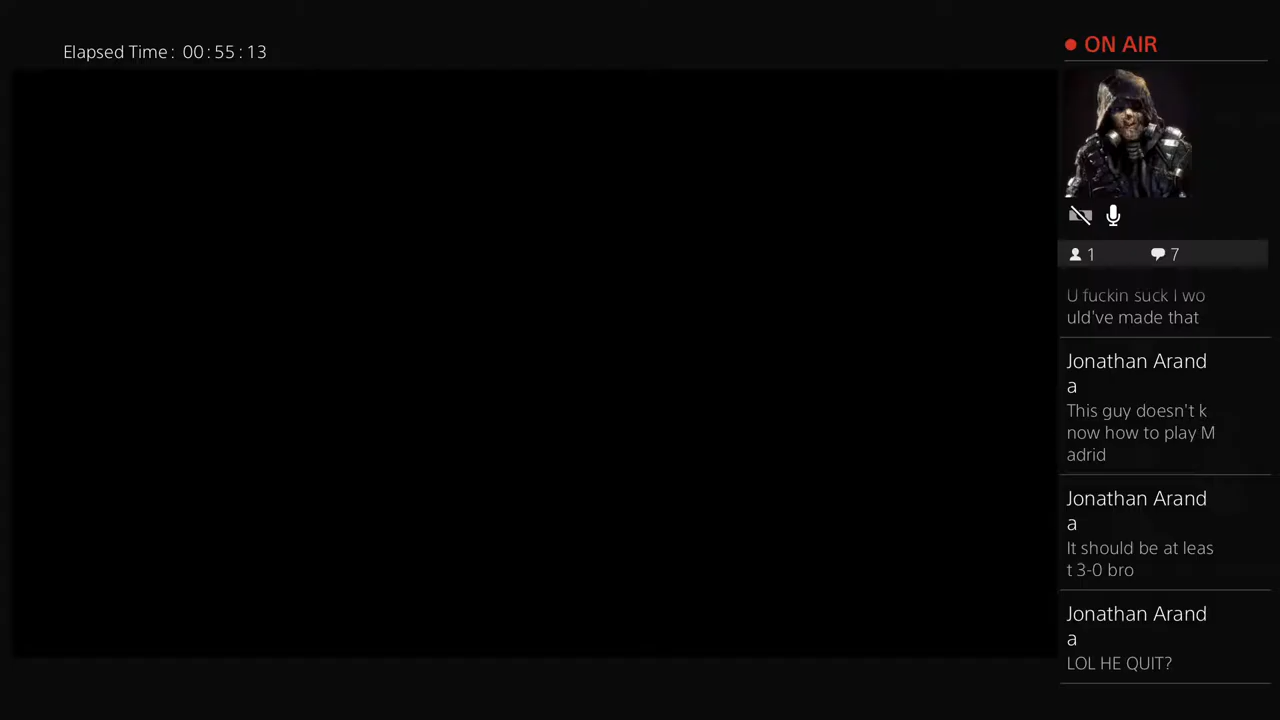 Elapsed Time: 00:55:13
ON AIR
1 7
U fuckin suck I wo
uld've made that
Jonathan Arand
a
This guy doesn't k
now how to play M
adrid
Jonathan Arand
a
It should be at leas
t 3-0 bro
Jonathan Arand
a
LOL HE QUIT?